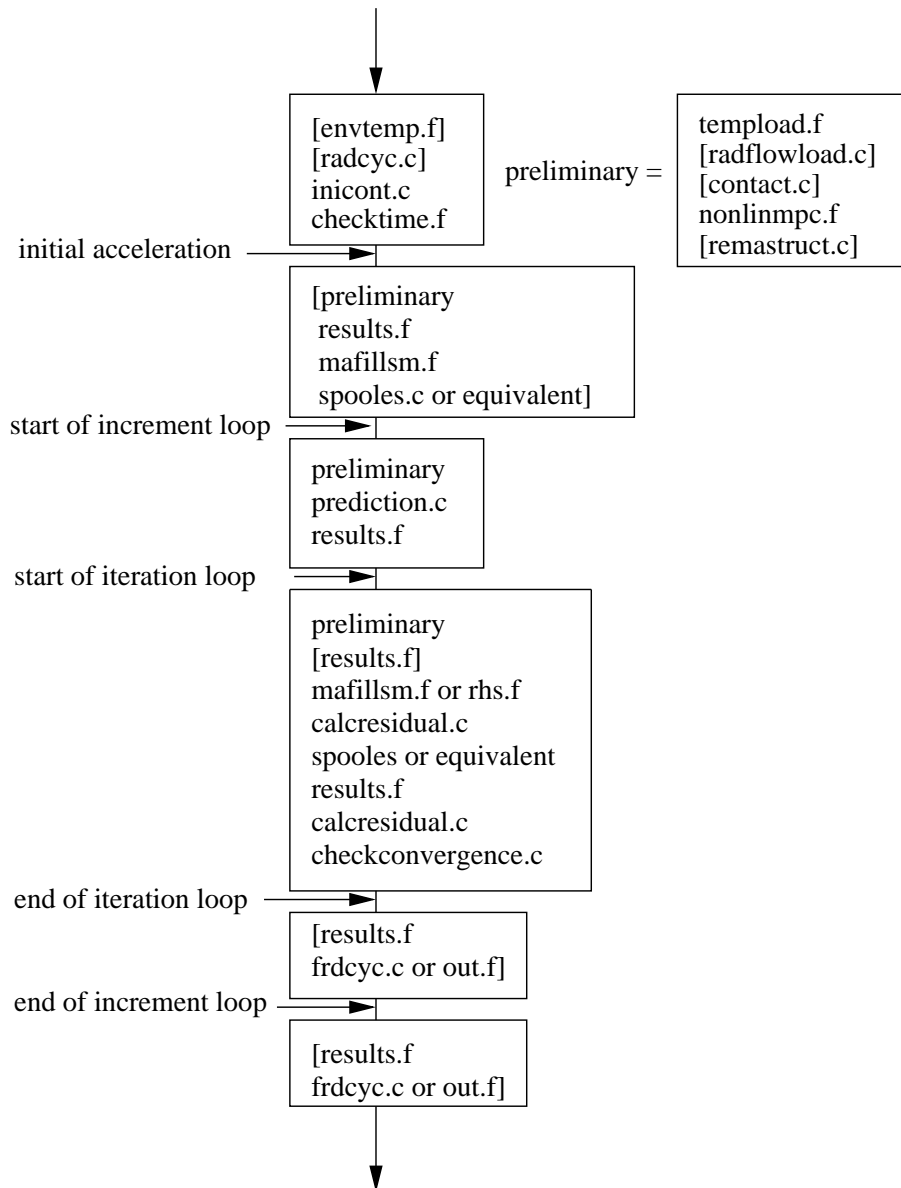 [envtemp.f]
[radcyc.c]
inicont.c
checktime.f
preliminary =
tempload.f
[radflowload.c]
[contact.c]
nonlinmpc.f
[remastruct.c]
initial acceleration
[preliminary
results.f
mafillsm.f
spooles.c or equivalent]
start of increment loop
preliminary
prediction.c
results.f
start of iteration loop
preliminary
[results.f]
mafillsm.f or rhs.f
calcresidual.c
spooles or equivalent
results.f
calcresidual.c
checkconvergence.c
end of iteration loop
[results.f
frdcyc.c or out.f]
end of increment loop
[results.f
frdcyc.c or out.f]